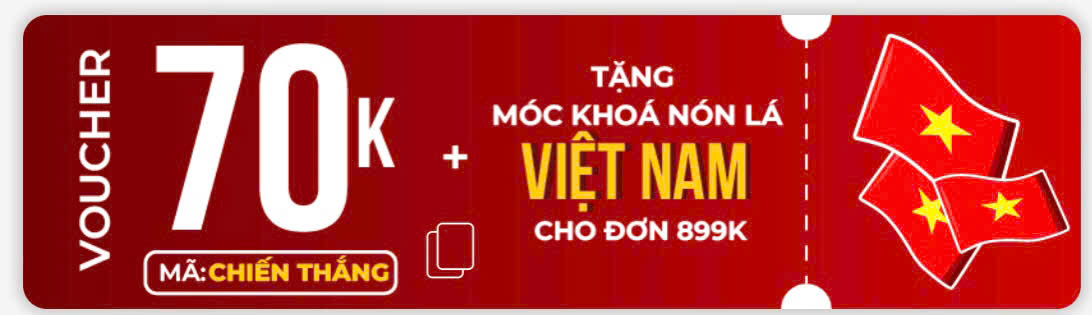 VOUCHER
70K
MÃ:CHIẾN THẮNG
+
TẶNG
MÓC KHOÁ NÓN LÁ
VIỆT NAM
CHO ĐƠN 899K